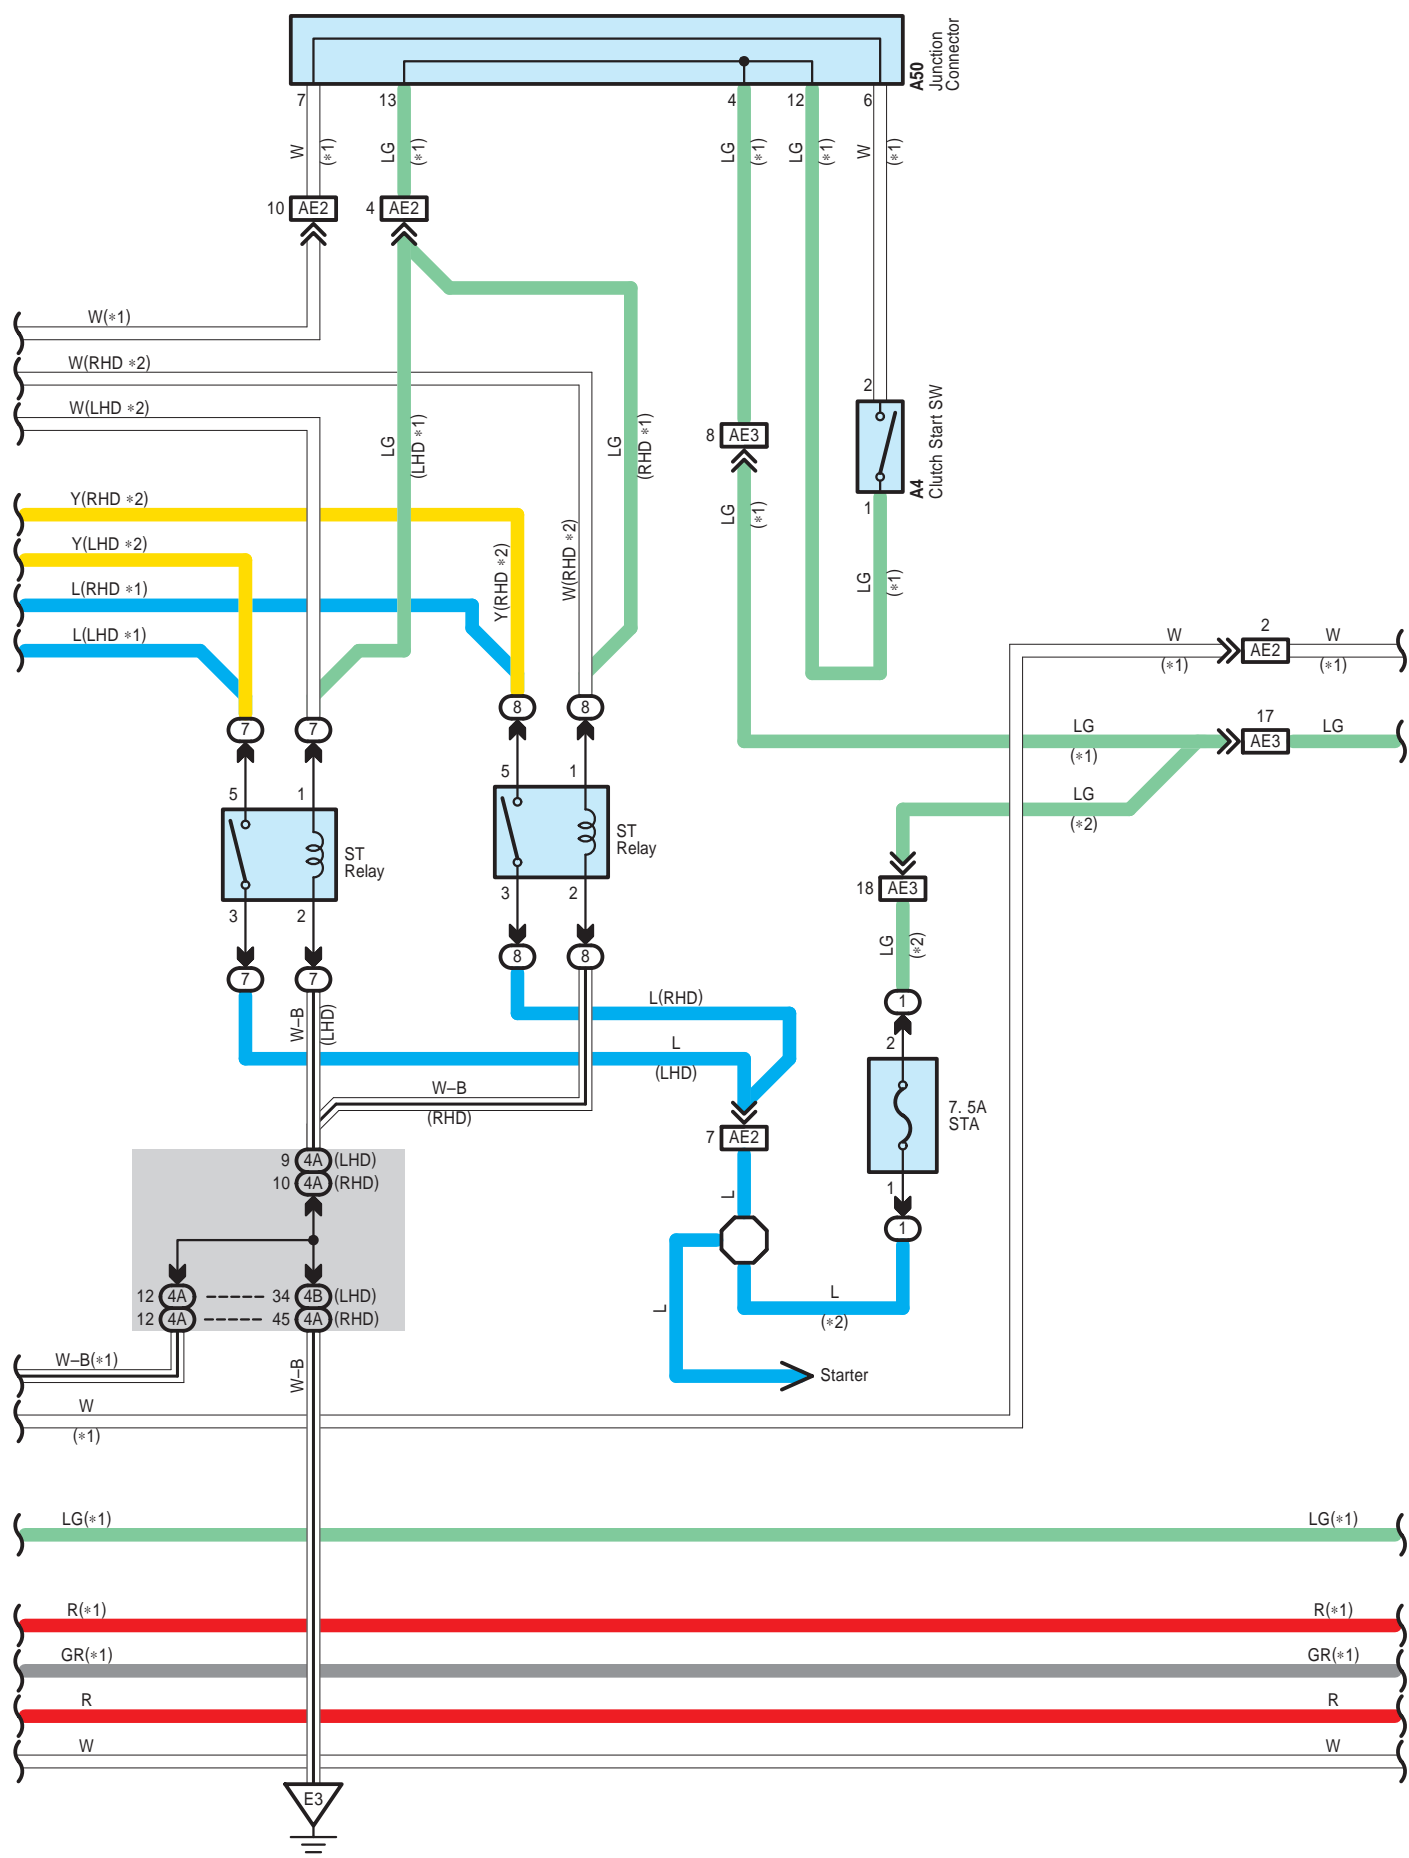 A50
Junction
Connector
7
13
4
12
6
W
(*1)
LG
(*1)
LG
(*1)
LG
(*1)
W
(*1)
10
AE2
4
AE2
W(*1)
W(RHD *2)
W(LHD *2)
LG
(LHD *1)
LG
(RHD *1)
8
AE3
2
A4
Clutch Start SW
1
LG
(*1)
Y(RHD *2)
Y(LHD *2)
L(RHD *1)
L(LHD *1)
Y(RHD *2)
W(RHD *2)
LG
(*1)
W
(*1)
2
AE2
W
(*1)
7
7
8
8
LG
(*1)
17
AE3
LG
LG
(*2)
5
1
ST
Relay
3
2
5
1
ST
Relay
3
2
18
AE3
LG
(*2)
7
7
8
8
1
W–B
(LHD)
L(RHD)
L
(LHD)
W–B
(RHD)
2
7. 5A
STA
1
1
7
AE2
L
9
4A
(LHD)
10
4A
(RHD)
12
4A
34
4B
(LHD)
12
4A
45
4A
(RHD)
L
L
(*2)
Starter
W–B(*1)
W–B
W
(*1)
LG(*1)
LG(*1)
R(*1)
R(*1)
GR(*1)
GR(*1)
R
R
W
W
E3